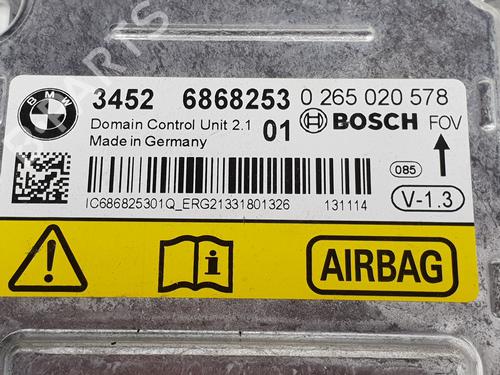 BMW
3452 6868253 0 265 020 578
Domain Control Unit 2.1 01 BOSCH FOV
Made in Germany
085
V-1.3
IC686825301Q_ERG21331801326 131114
AIRBAG